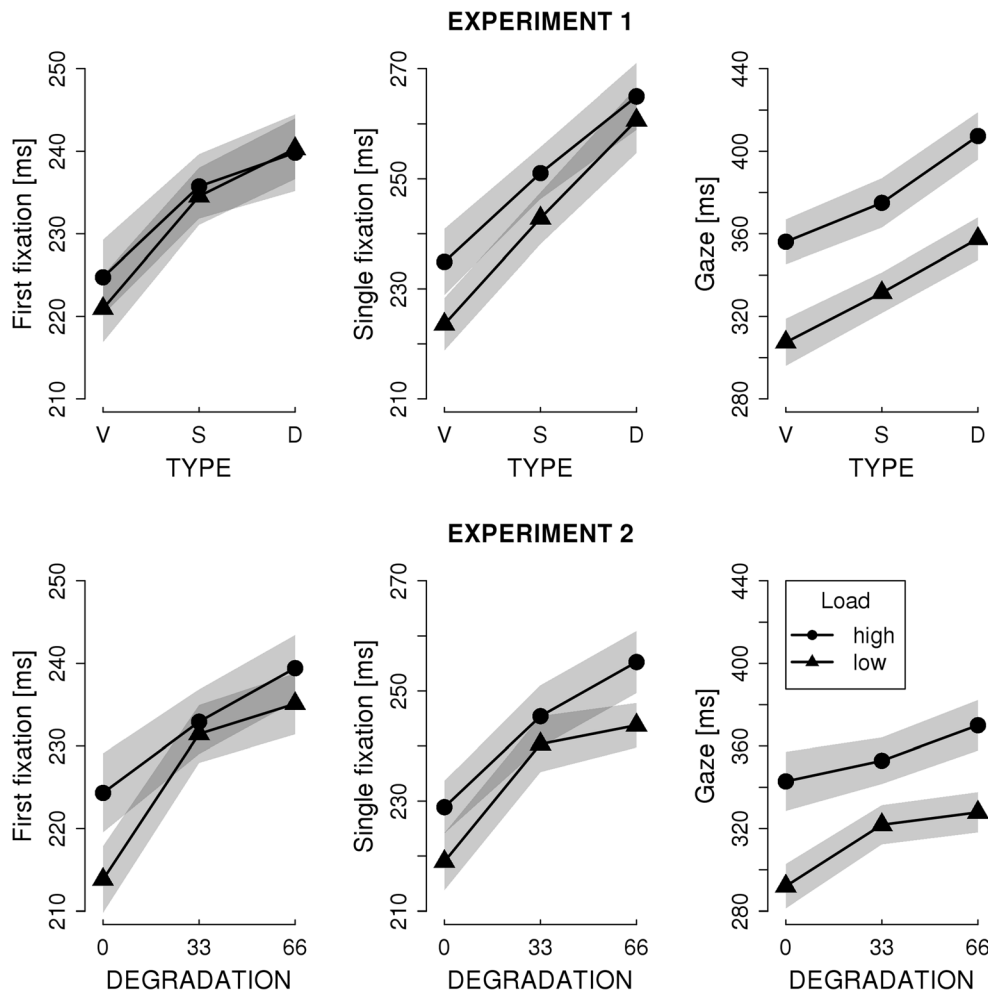 EXPERIMENT 1
First fixation [ms]
210 220 230 240 250
V S D
TYPE
Single fixation [ms]
210 230 250 270
V S D
TYPE
Gaze [ms]
280 320 360 400 440
V S D
TYPE
EXPERIMENT 2
First fixation [ms]
210 220 230 240 250
0 33 66
DEGRADATION
Single fixation [ms]
210 230 250 270
0 33 66
DEGRADATION
Gaze [ms]
280 320 360 400 440
Load
high
low
0 33 66
DEGRADATION